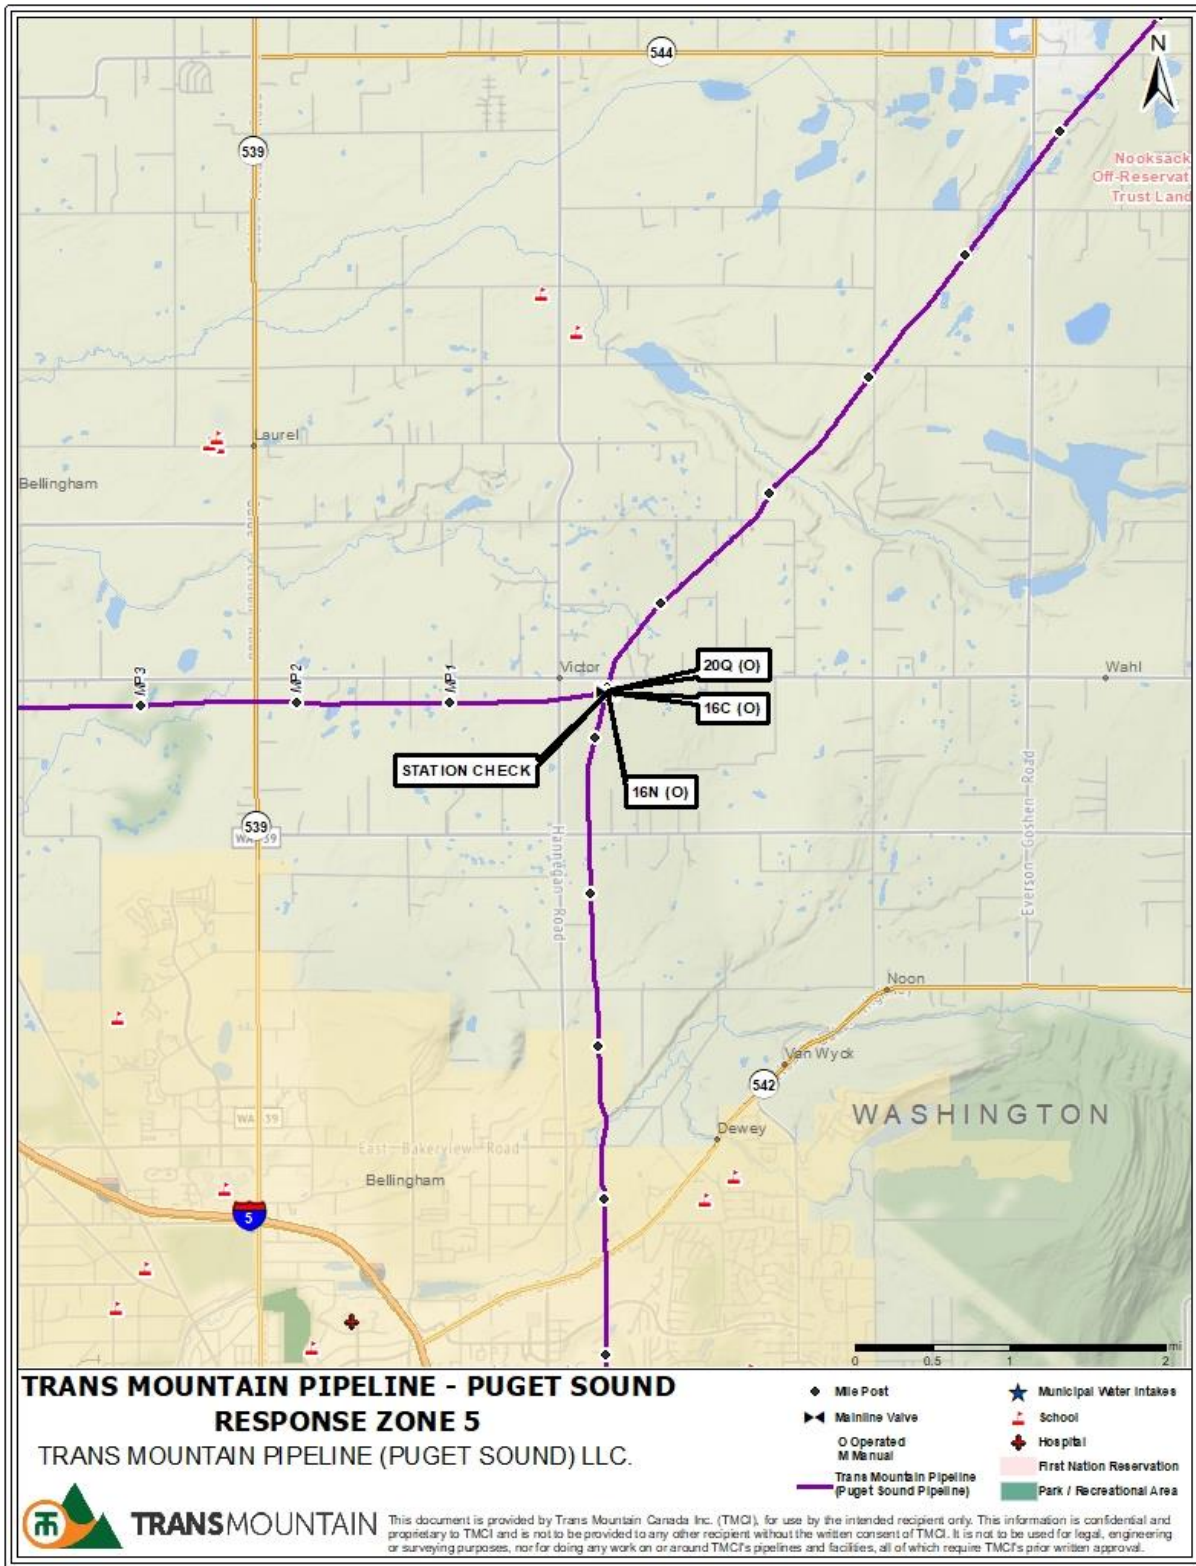 544
N
539
Nooksack
Off-Reservat
Trust Land
Laurel
Bellingham
MP3
MP2
MP1
Victor
20Q (O)
Wahl
16C (O)
STATION CHECK
16N (O)
539
Hannegan Road
Everson Goshen Road
Noon
Van Wyck
542
WASHINGTON
Dewey
East Bakerview Road
Bellingham
5
mi
0 0.5 1 2
TRANS MOUNTAIN PIPELINE - PUGET SOUND
RESPONSE ZONE 5
TRANS MOUNTAIN PIPELINE (PUGET SOUND) LLC.
Mile Post
Mainline Valve
O Operated
M Manual
Trans Mountain Pipeline
(Puget Sound Pipeline)
Municipal Water Intakes
School
Hospital
First Nation Reservation
Park / Recreational Area
TRANSMOUNTAIN
This document is provided by Trans Mountain Canada Inc. (TMCI), for use by the intended recipient only. This information is confidential and
proprietary to TMCI and is not to be provided to any other recipient without the written consent of TMCI. It is not to be used for legal, engineering
or surveying purposes, nor for doing any work on or around TMCI's pipelines and facilities, all of which require TMCI's prior written approval.